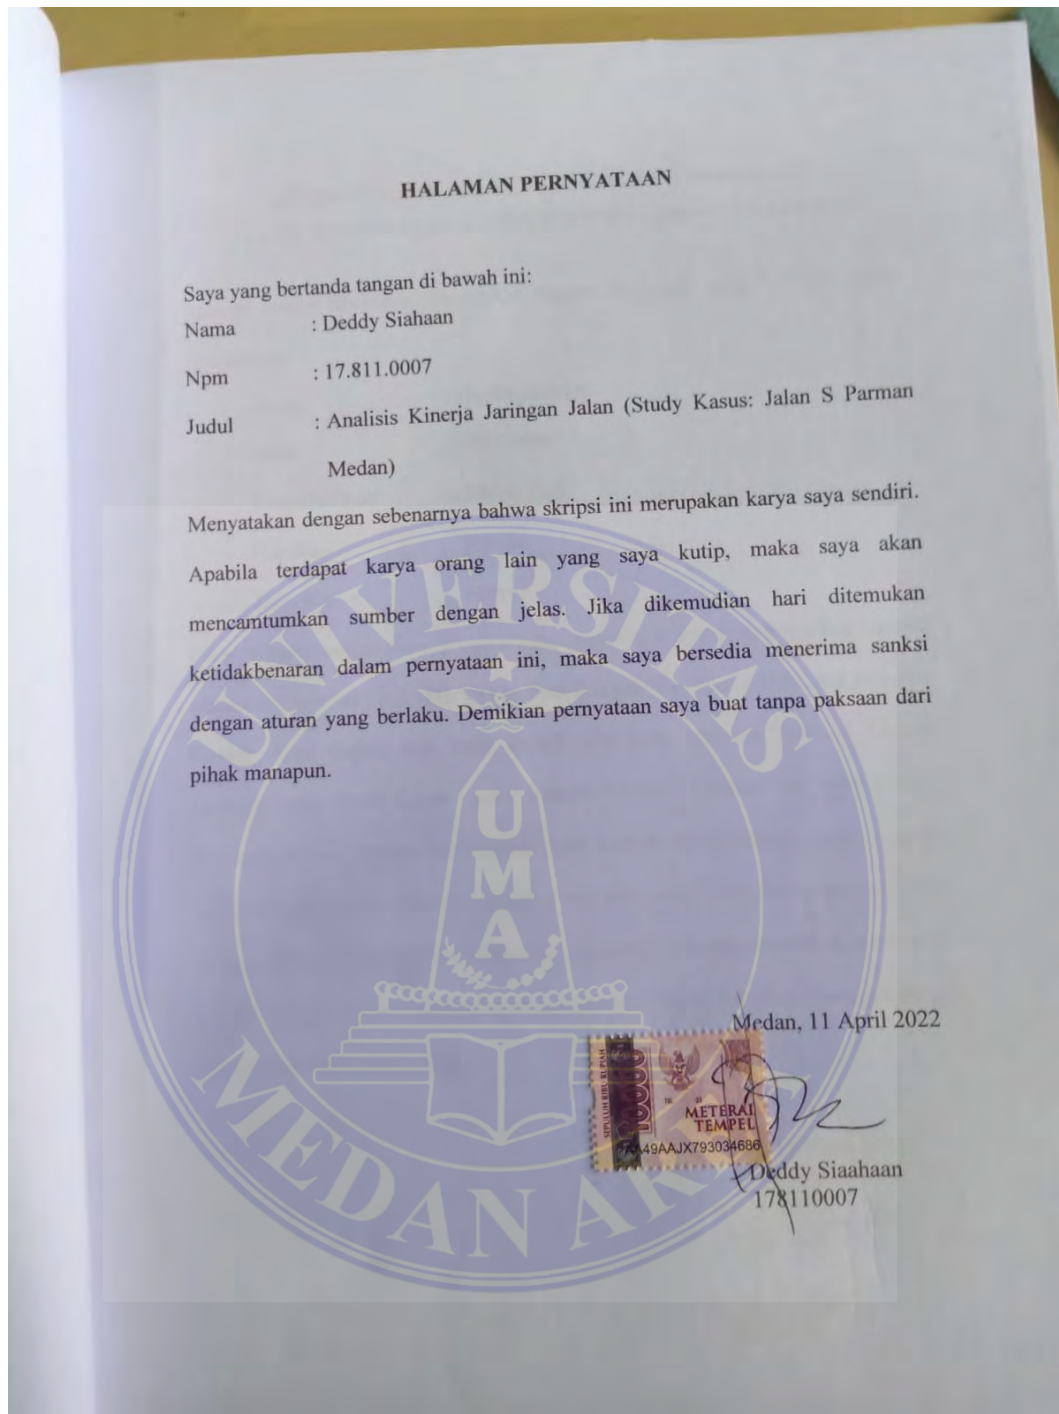 HALAMAN PERNYATAAN
Saya yang bertanda tangan di bawah ini:
Nama : Deddy Siahaan
Npm : 17.811.0007
Judul : Analisis Kinerja Jaringan Jalan (Study Kasus: Jalan S Parman
Medan)
Menyatakan dengan sebenarnya bahwa skripsi ini merupakan karya saya sendiri.
Apabila terdapat karya orang lain yang saya kutip, maka saya akan
mencamtumkan sumber dengan jelas. Jika dikemudian hari ditemukan
ketidakbenaran dalam pernyataan ini, maka saya bersedia menerima sanksi
dengan aturan yang berlaku. Demikian pernyataan saya buat tanpa paksaan dari
pihak manapun.
UNIVERSITAS
UMA
MEDAN AREA
Medan, 11 April 2022
SEPULUH RIBU RUPIAH
10000
METERAI
TEMPEL
49AAJX793034686
Deddy Siaahaan
178110007